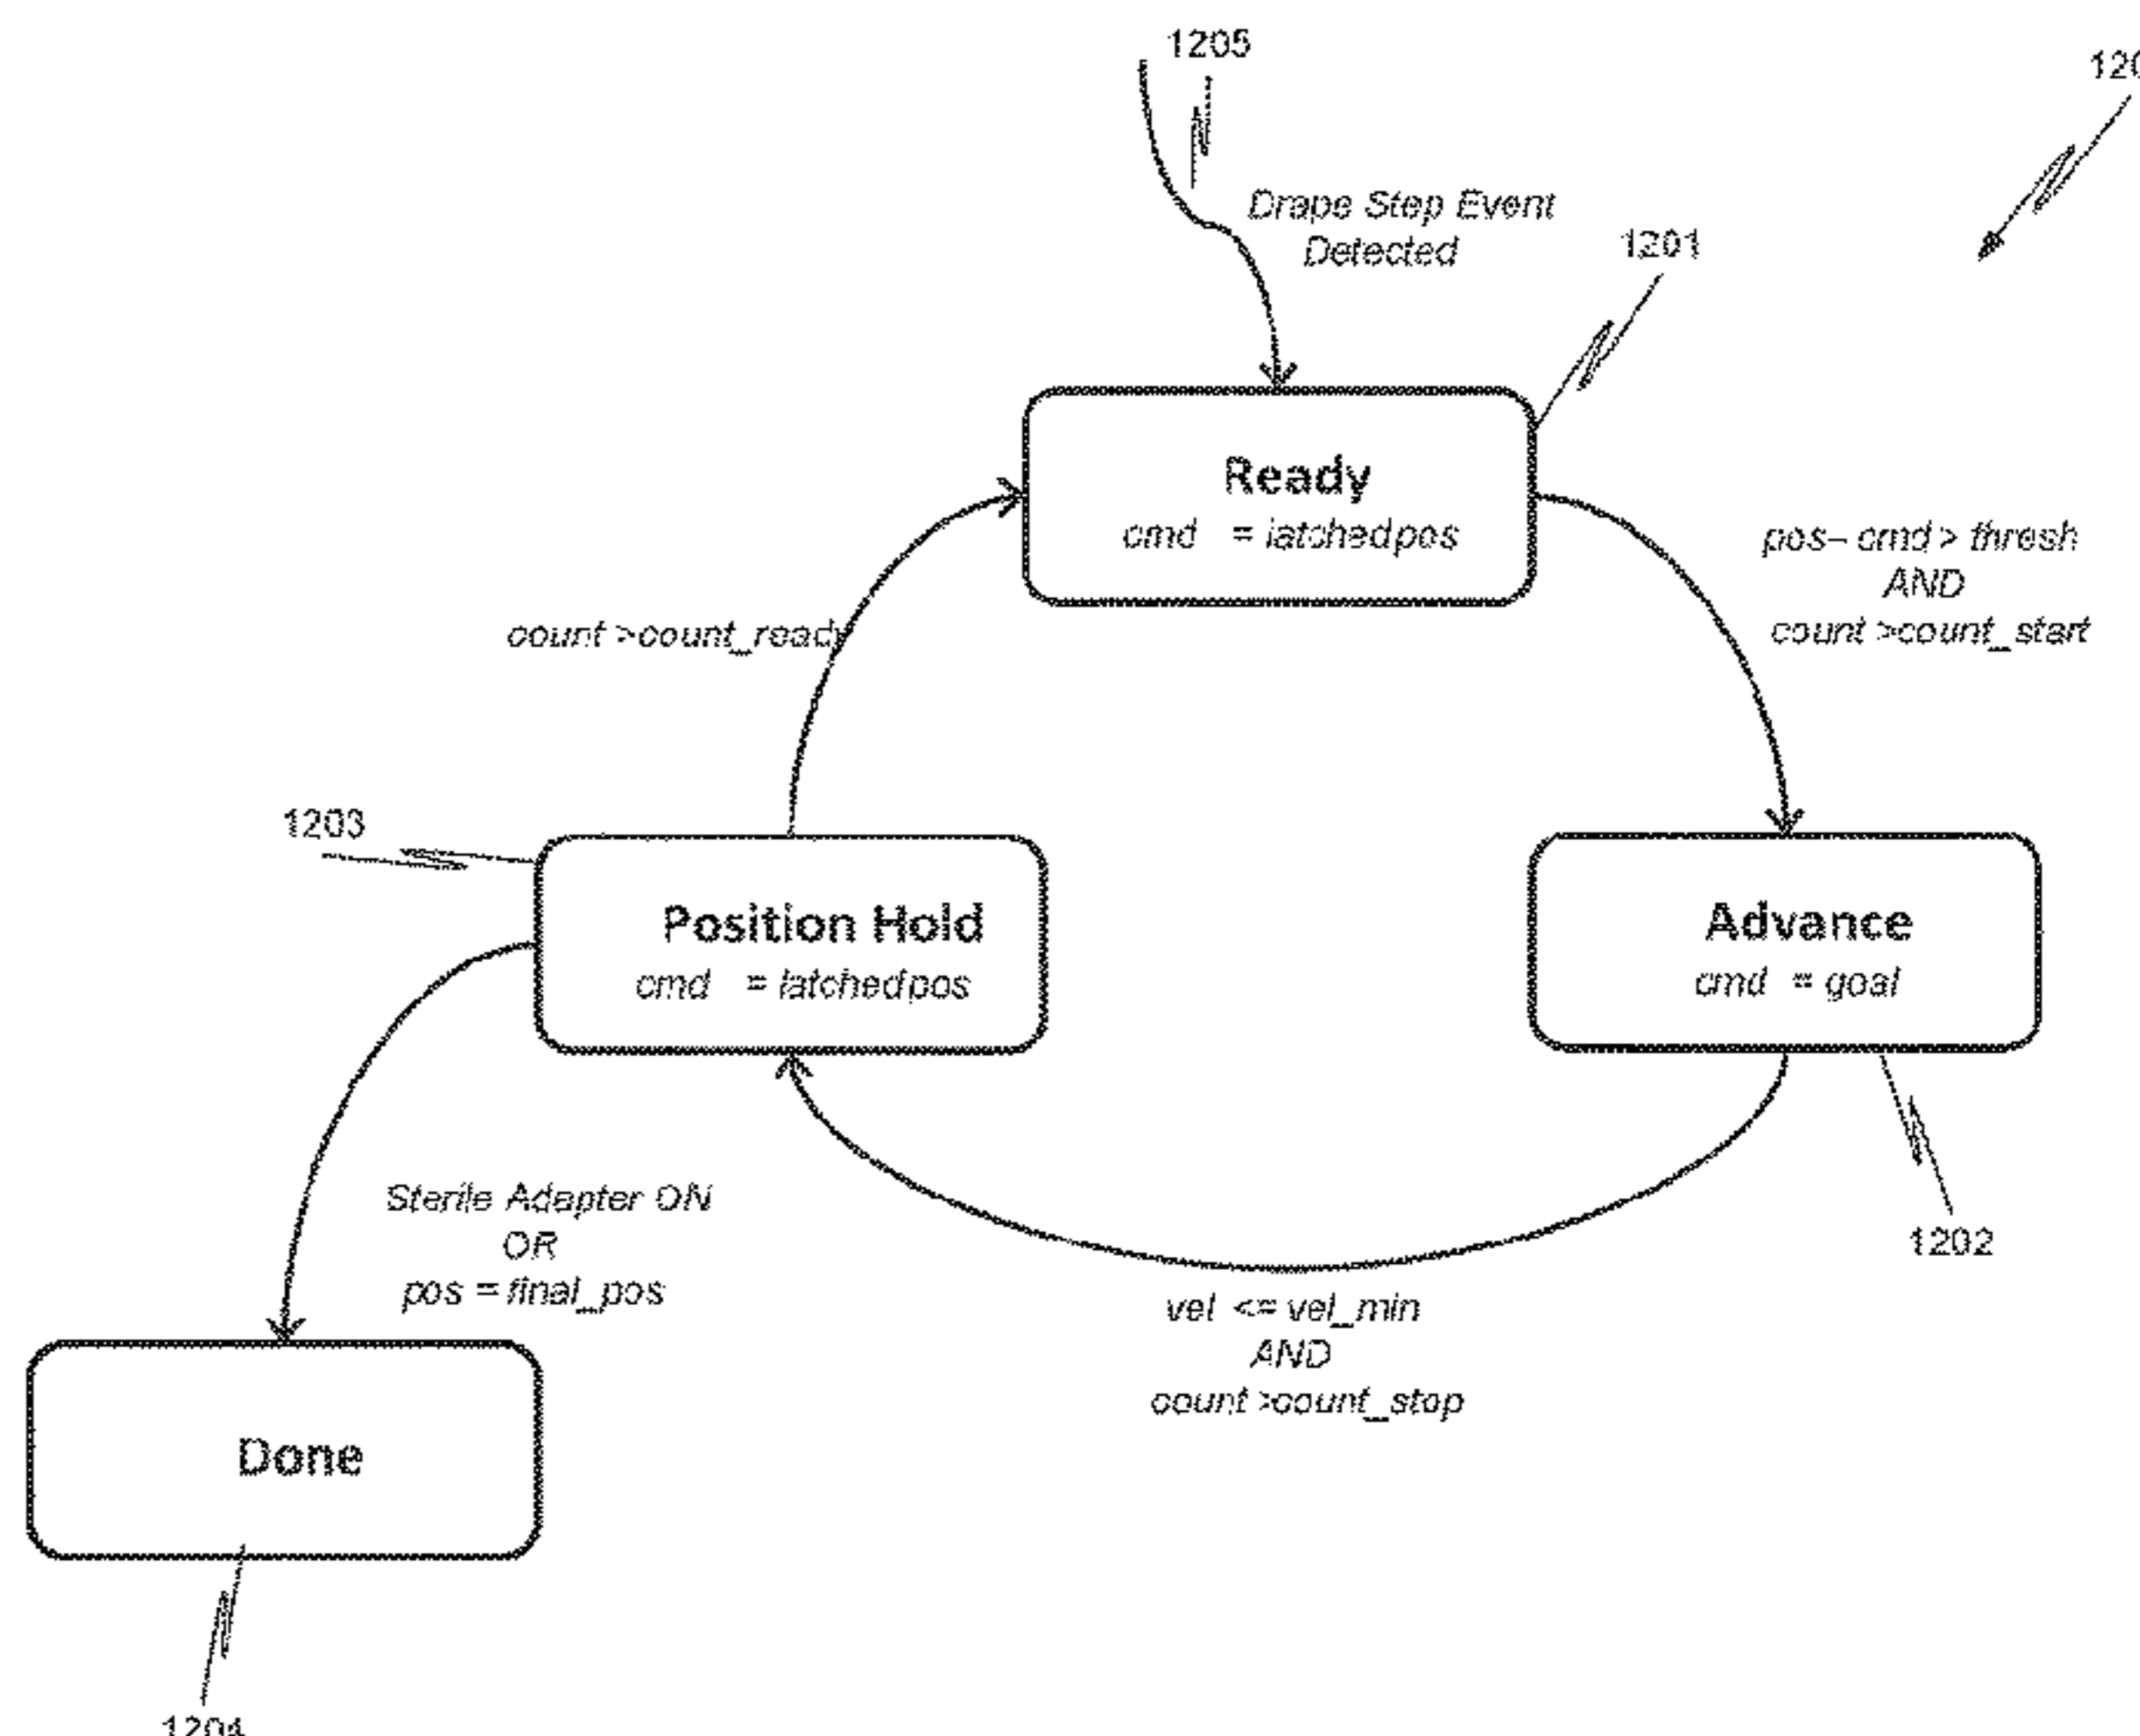 1205
120
Drape Step Event
Detected
1201
Ready
cmd = latchedpos
pos– cmd > thresh
AND
count >count_start
count >count_ready
1203
Position Hold
cmd = latchedpos
Advance
cmd = goal
Sterile Adapter ON
OR
pos = final_pos
1202
vel <= vel_min
AND
count >count_stop
Done
1204